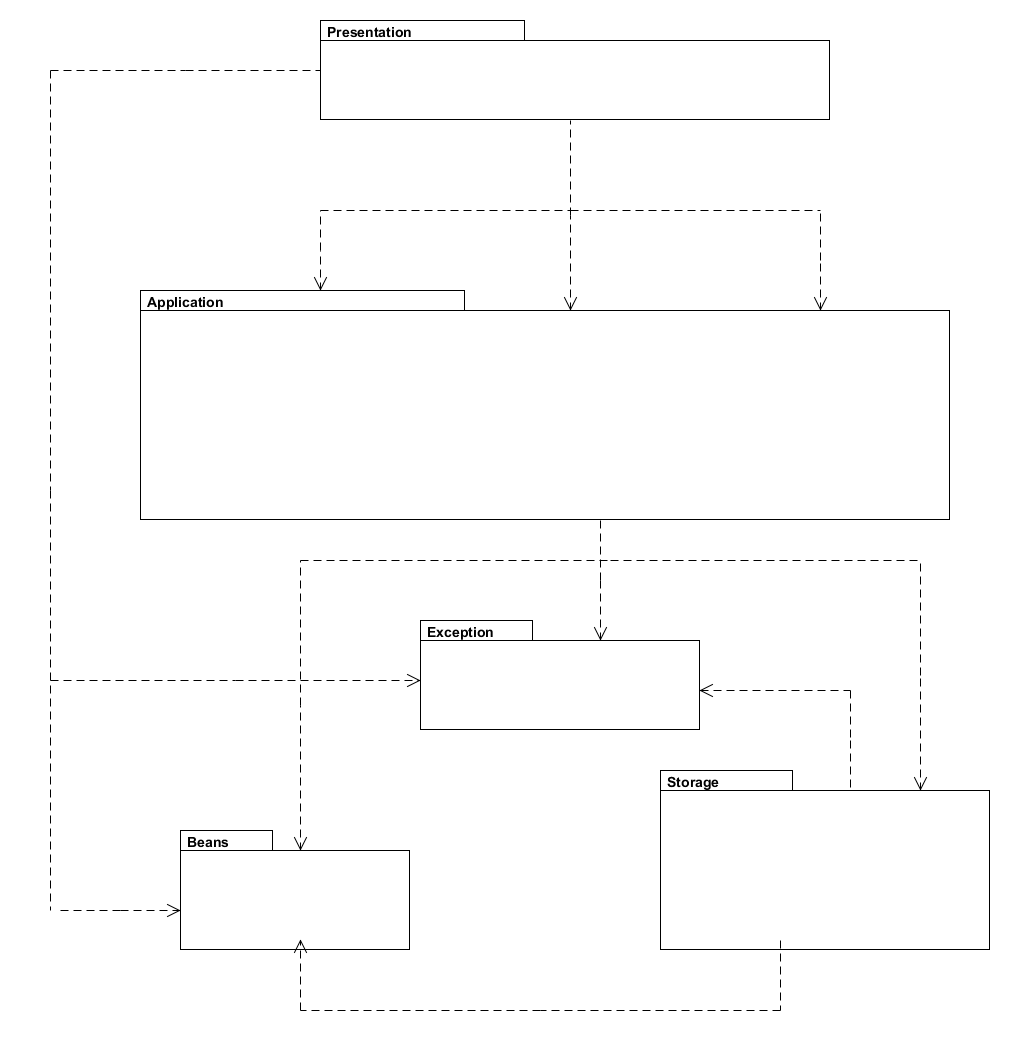 Presentation
Application
Exception
Storage
Beans